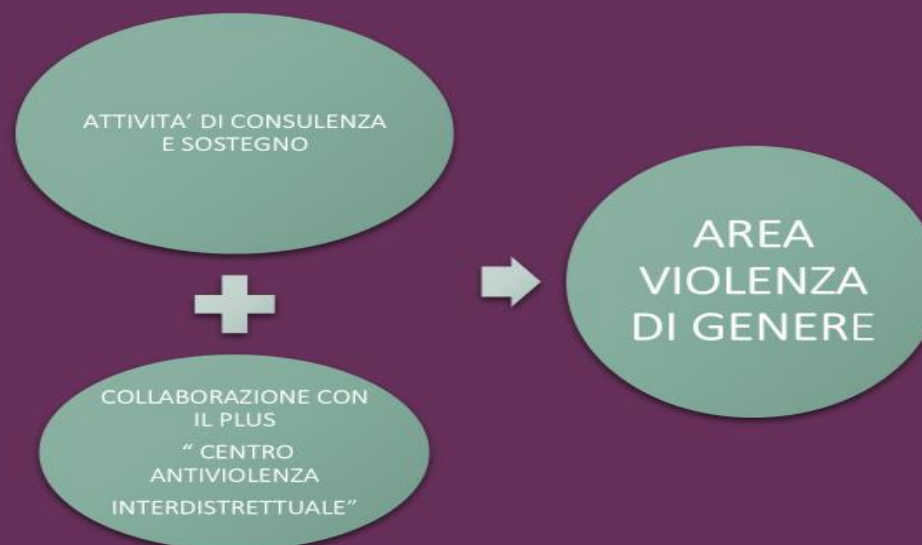 ATTIVITA’ DI CONSULENZA
E SOSTEGNO
COLLABORAZIONE CON
IL PLUS
“ CENTRO
ANTIVIOLENZA
INTERDISTRETTUALE”
AREA
VIOLENZA
DI GENERE